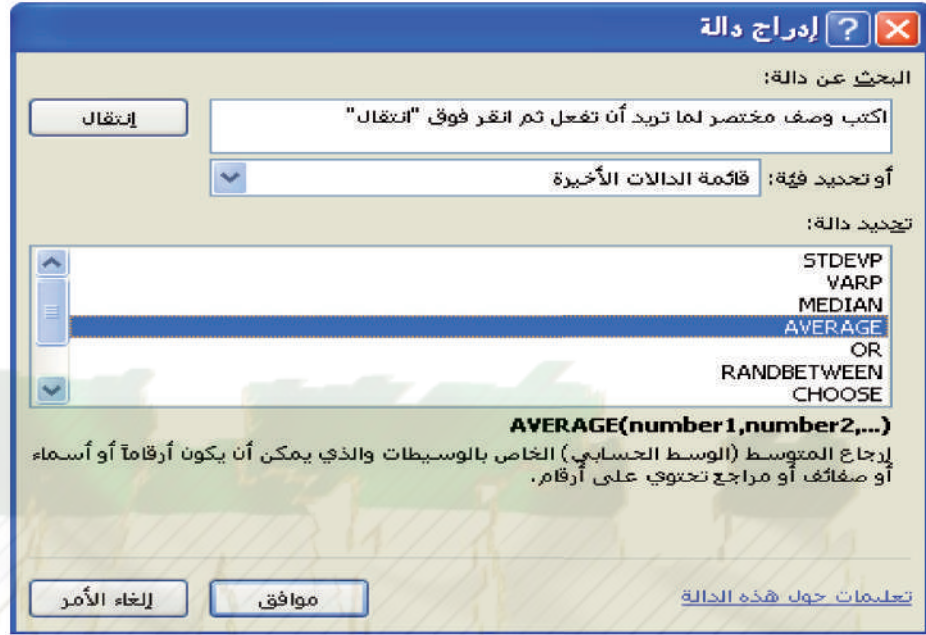 إدراج دالة
البحث عن دالة:
اكتب وصف مختصر لما تريد أن تفعل ثم انقر فوق "انتقال"
إنتقال
أو تحديد فئة: قائمة الدالات الأخيرة
تحديد دالة:
STDEVP
VARP
MEDIAN
AVERAGE
OR
RANDBETWEEN
CHOOSE
AVERAGE(number1,number2,...)
إرجاع المتوسط (الوسط الحسابي) الخاص بالوسيطات والذي يمكن أن يكون أرقاماً أو أسماء
أو صفائف أو مراجع تحتوي على أرقام.
تعليمات حول هذه الدالة
موافق
إلغاء الأمر